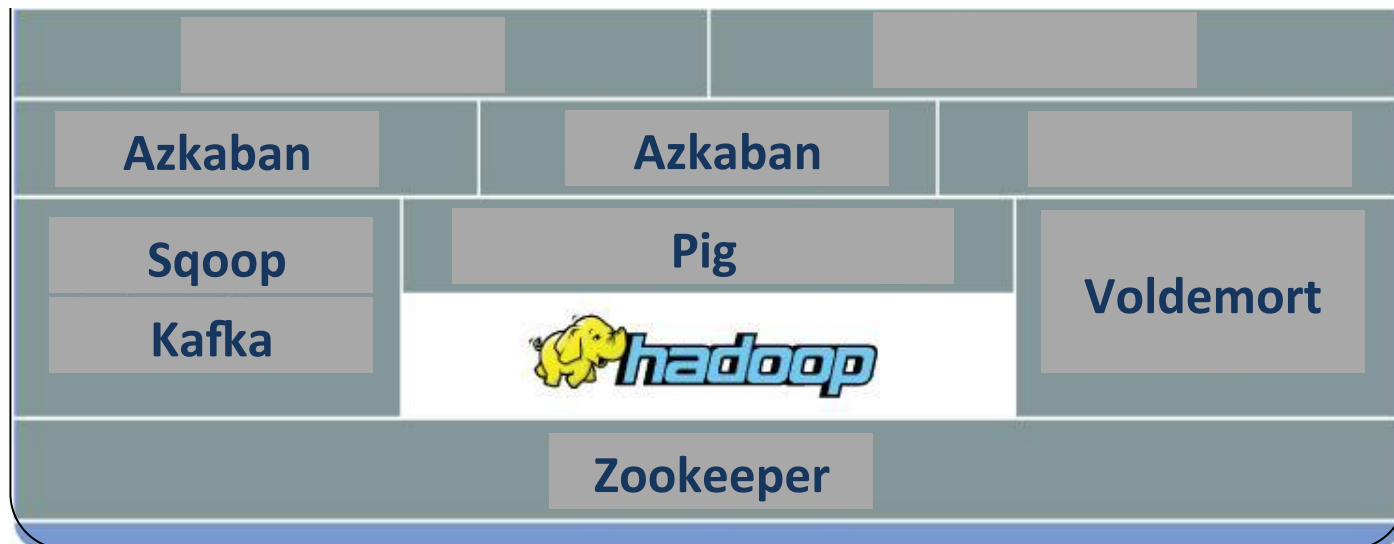 Azkaban
Azkaban
Sqoop
Pig
Voldemort
Kafka
hadoop
Zookeeper